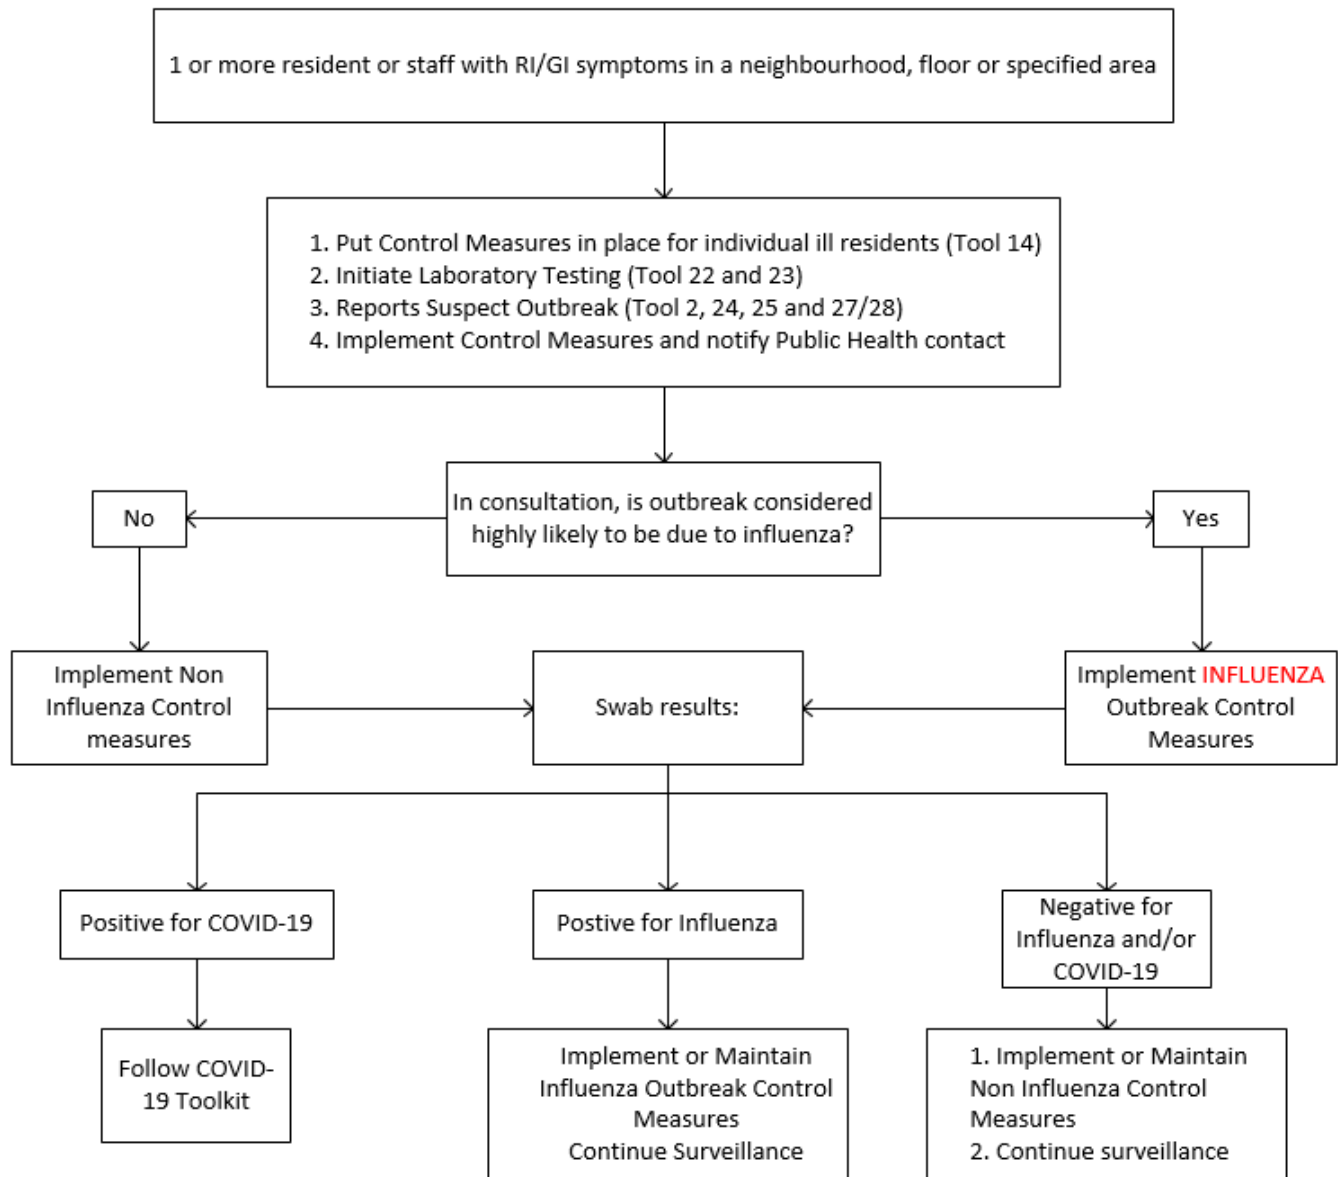 1 or more resident or staff with RI/GI symptoms in a neighbourhood, floor or specified area
1. Put Control Measures in place for individual ill residents (Tool 14)
2. Initiate Laboratory Testing (Tool 22 and 23)
3. Reports Suspect Outbreak (Tool 2, 24, 25 and 27/28)
4. Implement Control Measures and notify Public Health contact
In consultation, is outbreak considered
highly likely to be due to influenza?
No
Yes
Implement Non
Influenza Control
measures
Swab results:
Implement INFLUENZA
Outbreak Control
Measures
Positive for COVID-19
Postive for Influenza
Negative for
Influenza and/or
COVID-19
Follow COVID-
19 Toolkit
Implement or Maintain
Influenza Outbreak Control
Measures
Continue Surveillance
1. Implement or Maintain
Non Influenza Control
Measures
2. Continue surveillance